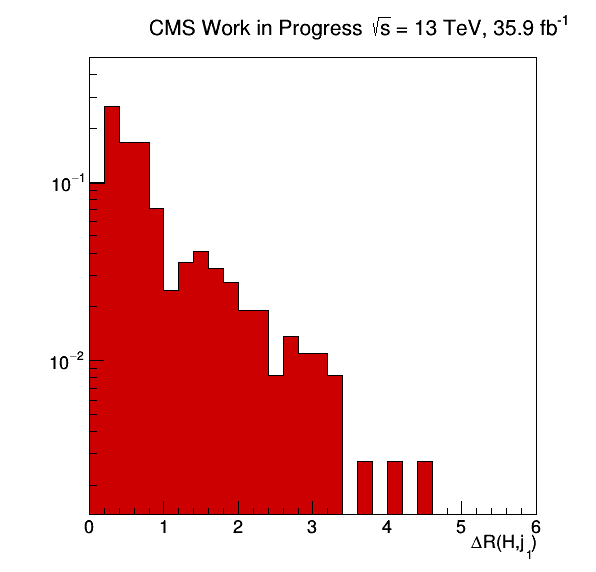 CMS Work in Progress √s = 13 TeV, 35.9 fb⁻¹
10⁻¹
10⁻²
0 1 2 3 4 5 6
ΔR(H,j₁)